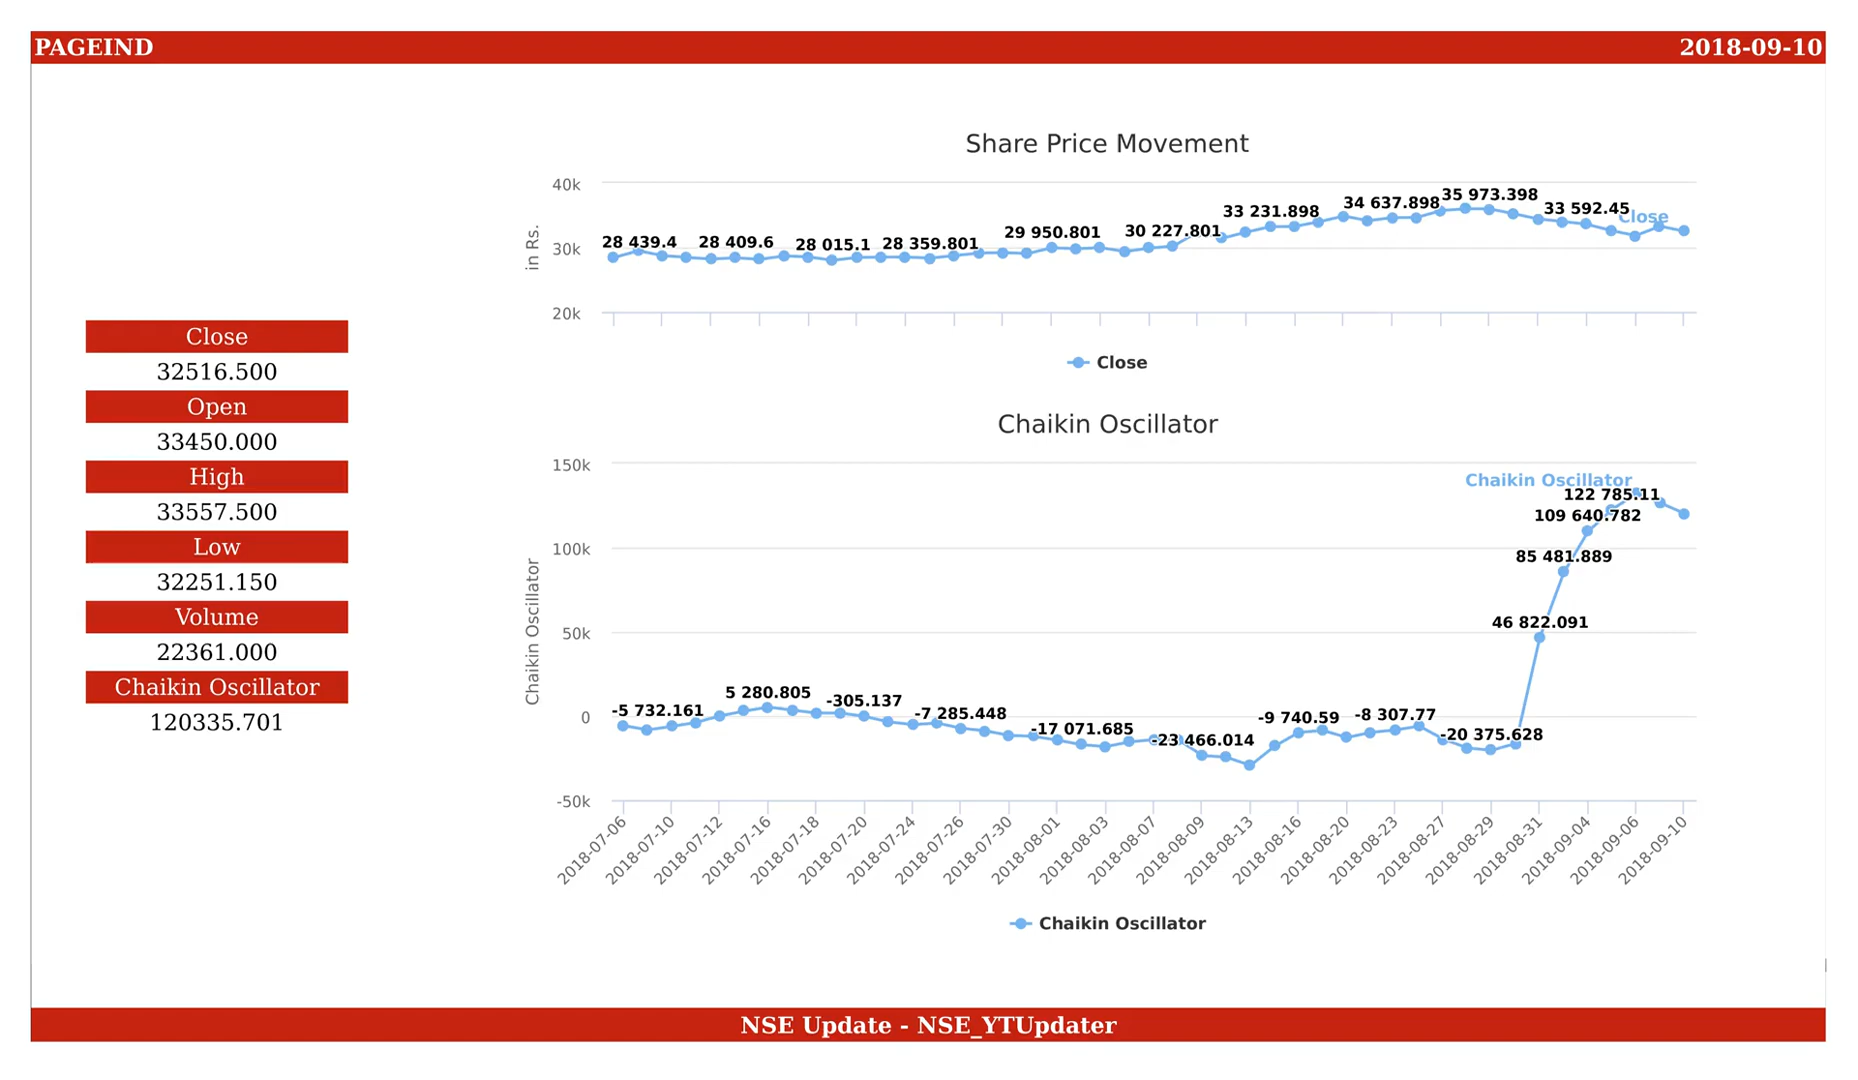 PAGEIND
2018-09-10
Close
32516.500
Open
33450.000
High
33557.500
Low
32251.150
Volume
22361.000
Chaikin Oscillator
120335.701
Share Price Movement
in Rs.
40k
30k
20k
28 439.4
28 409.6
28 015.1
28 359.801
29 950.801
30 227.801
33 231.898
34 637.898
35 973.398
33 592.45
Close
Close
Chaikin Oscillator
Chaikin Oscillator
150k
100k
50k
0
-50k
-5 732.161
5 280.805
-305.137
-7 285.448
-17 071.685
-23 466.014
-9 740.59
-8 307.77
-20 375.628
46 822.091
85 481.889
109 640.782
122 785.11
Chaikin Oscillator
2018-07-06
2018-07-10
2018-07-12
2018-07-16
2018-07-18
2018-07-20
2018-07-24
2018-07-26
2018-07-30
2018-08-01
2018-08-03
2018-08-07
2018-08-09
2018-08-13
2018-08-16
2018-08-20
2018-08-23
2018-08-27
2018-08-29
2018-08-31
2018-09-04
2018-09-06
2018-09-10
Chaikin Oscillator
NSE Update - NSE_YTUpdater